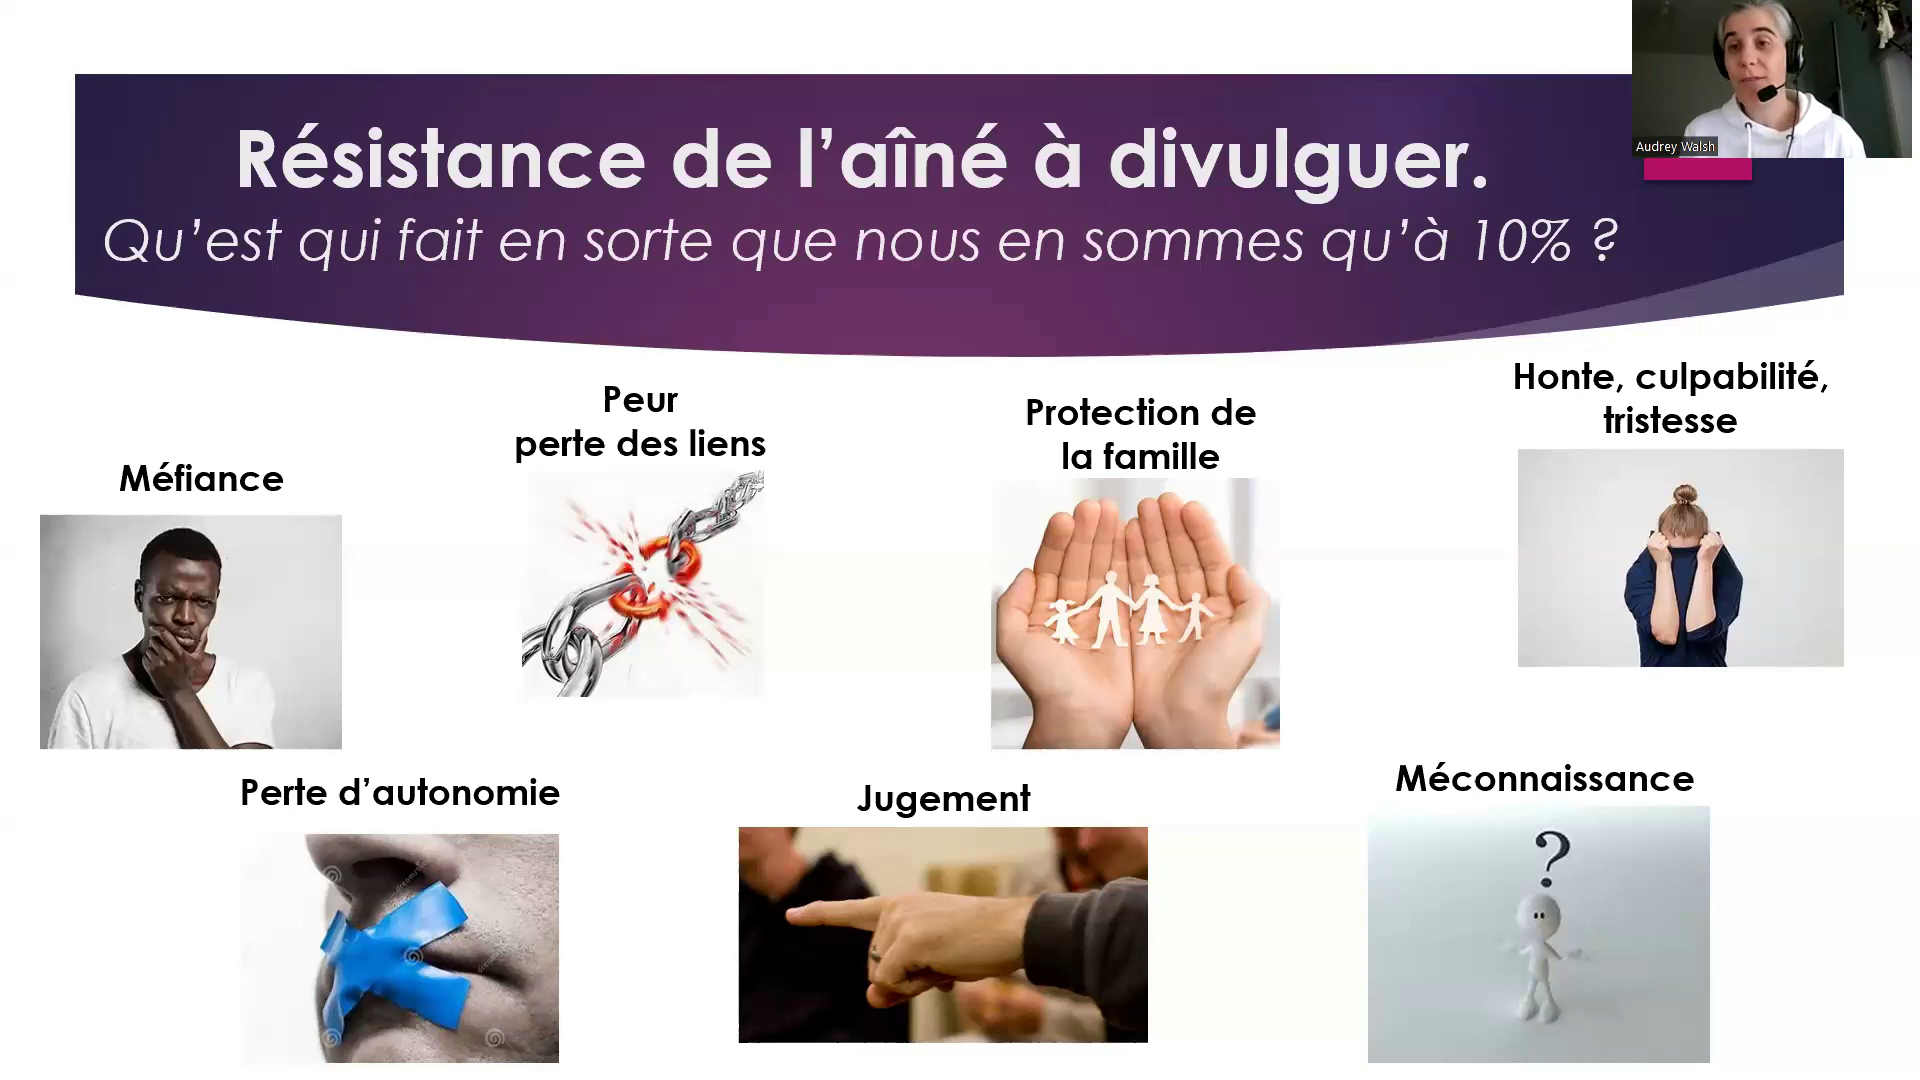 Audrey Walsh
Résistance de l’aîné à divulguer.
Qu’est qui fait en sorte que nous en sommes qu’à 10% ?
Méfiance
Peur
perte des liens
Protection de
la famille
Honte, culpabilité,
tristesse
Perte d’autonomie
Jugement
Méconnaissance
?